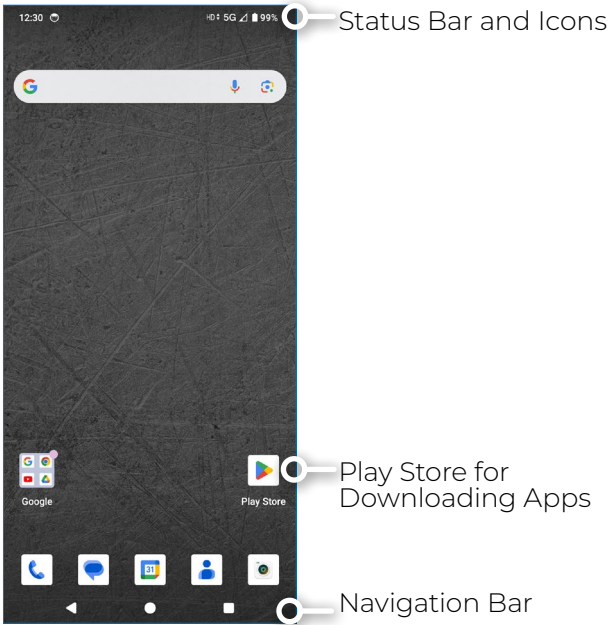 12:30
HD 5G 99%
Status Bar and Icons
Google
Play Store
Play Store for
Downloading Apps
31
Navigation Bar